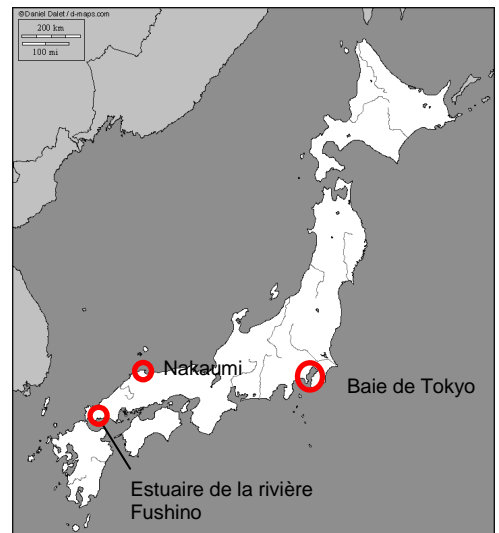 ©Daniel Dalet / d-maps.com
200 km
100 mi
Nakaumi
Baie de Tokyo
Estuaire de la rivière
Fushino